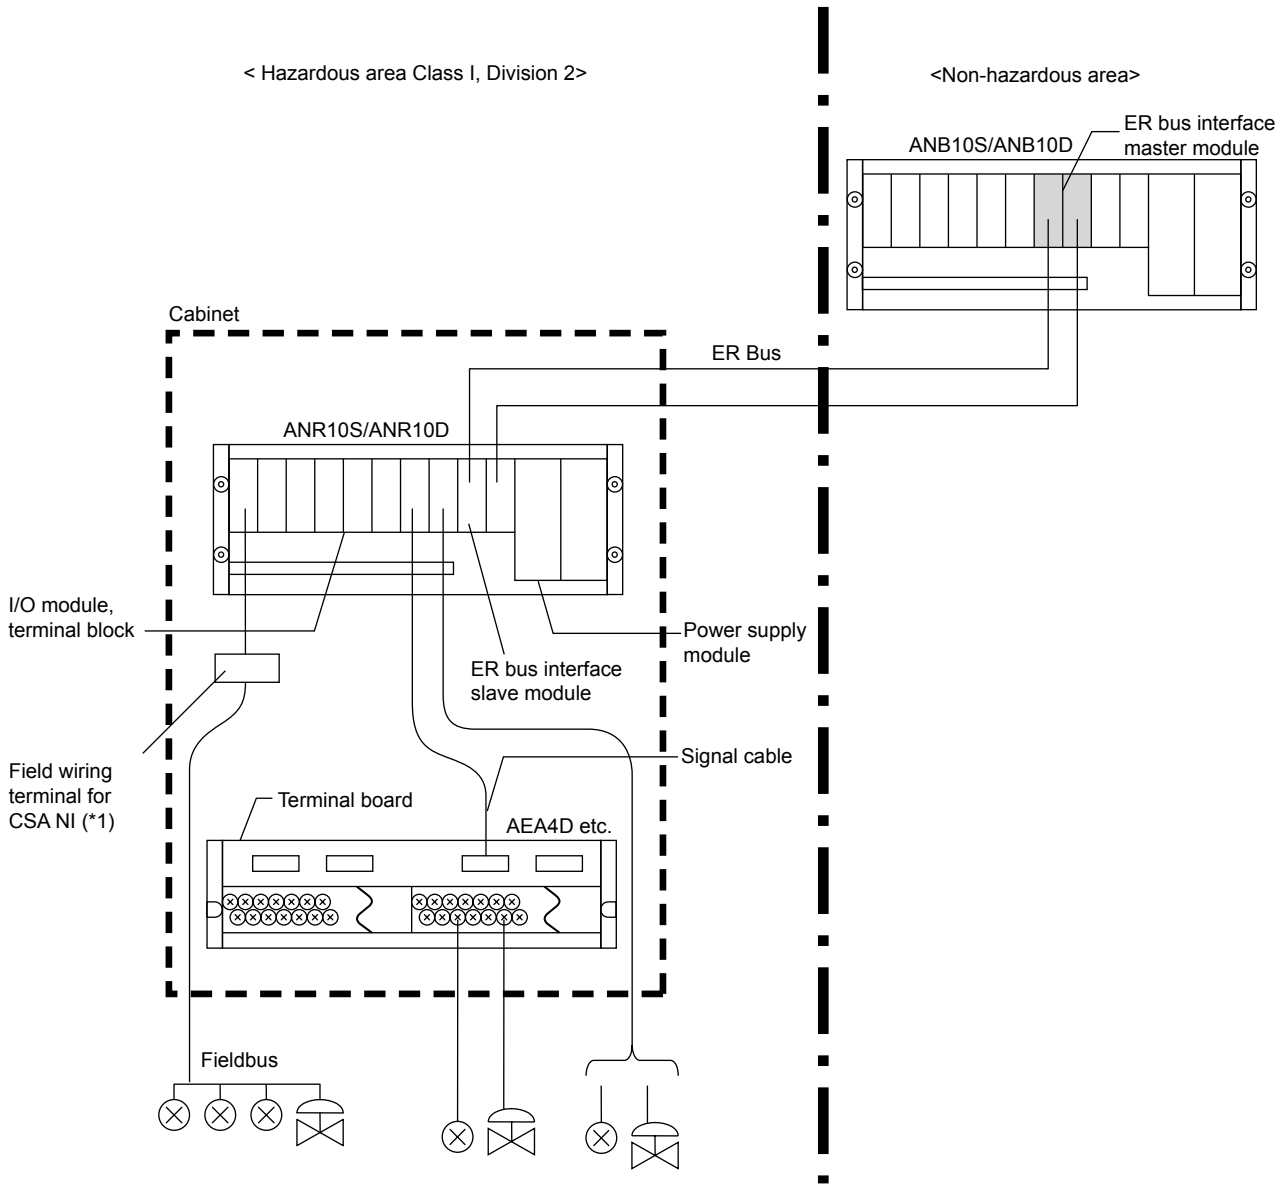 < Hazardous area Class I, Division 2>
<Non-hazardous area>
ER bus interface
master module
ANB10S/ANB10D
Cabinet
ER Bus
ANR10S/ANR10D
I/O module,
terminal block
Power supply
module
ER bus interface
slave module
Signal cable
Field wiring
terminal for
CSA NI (*1)
Terminal board
AEA4D etc.
Fieldbus